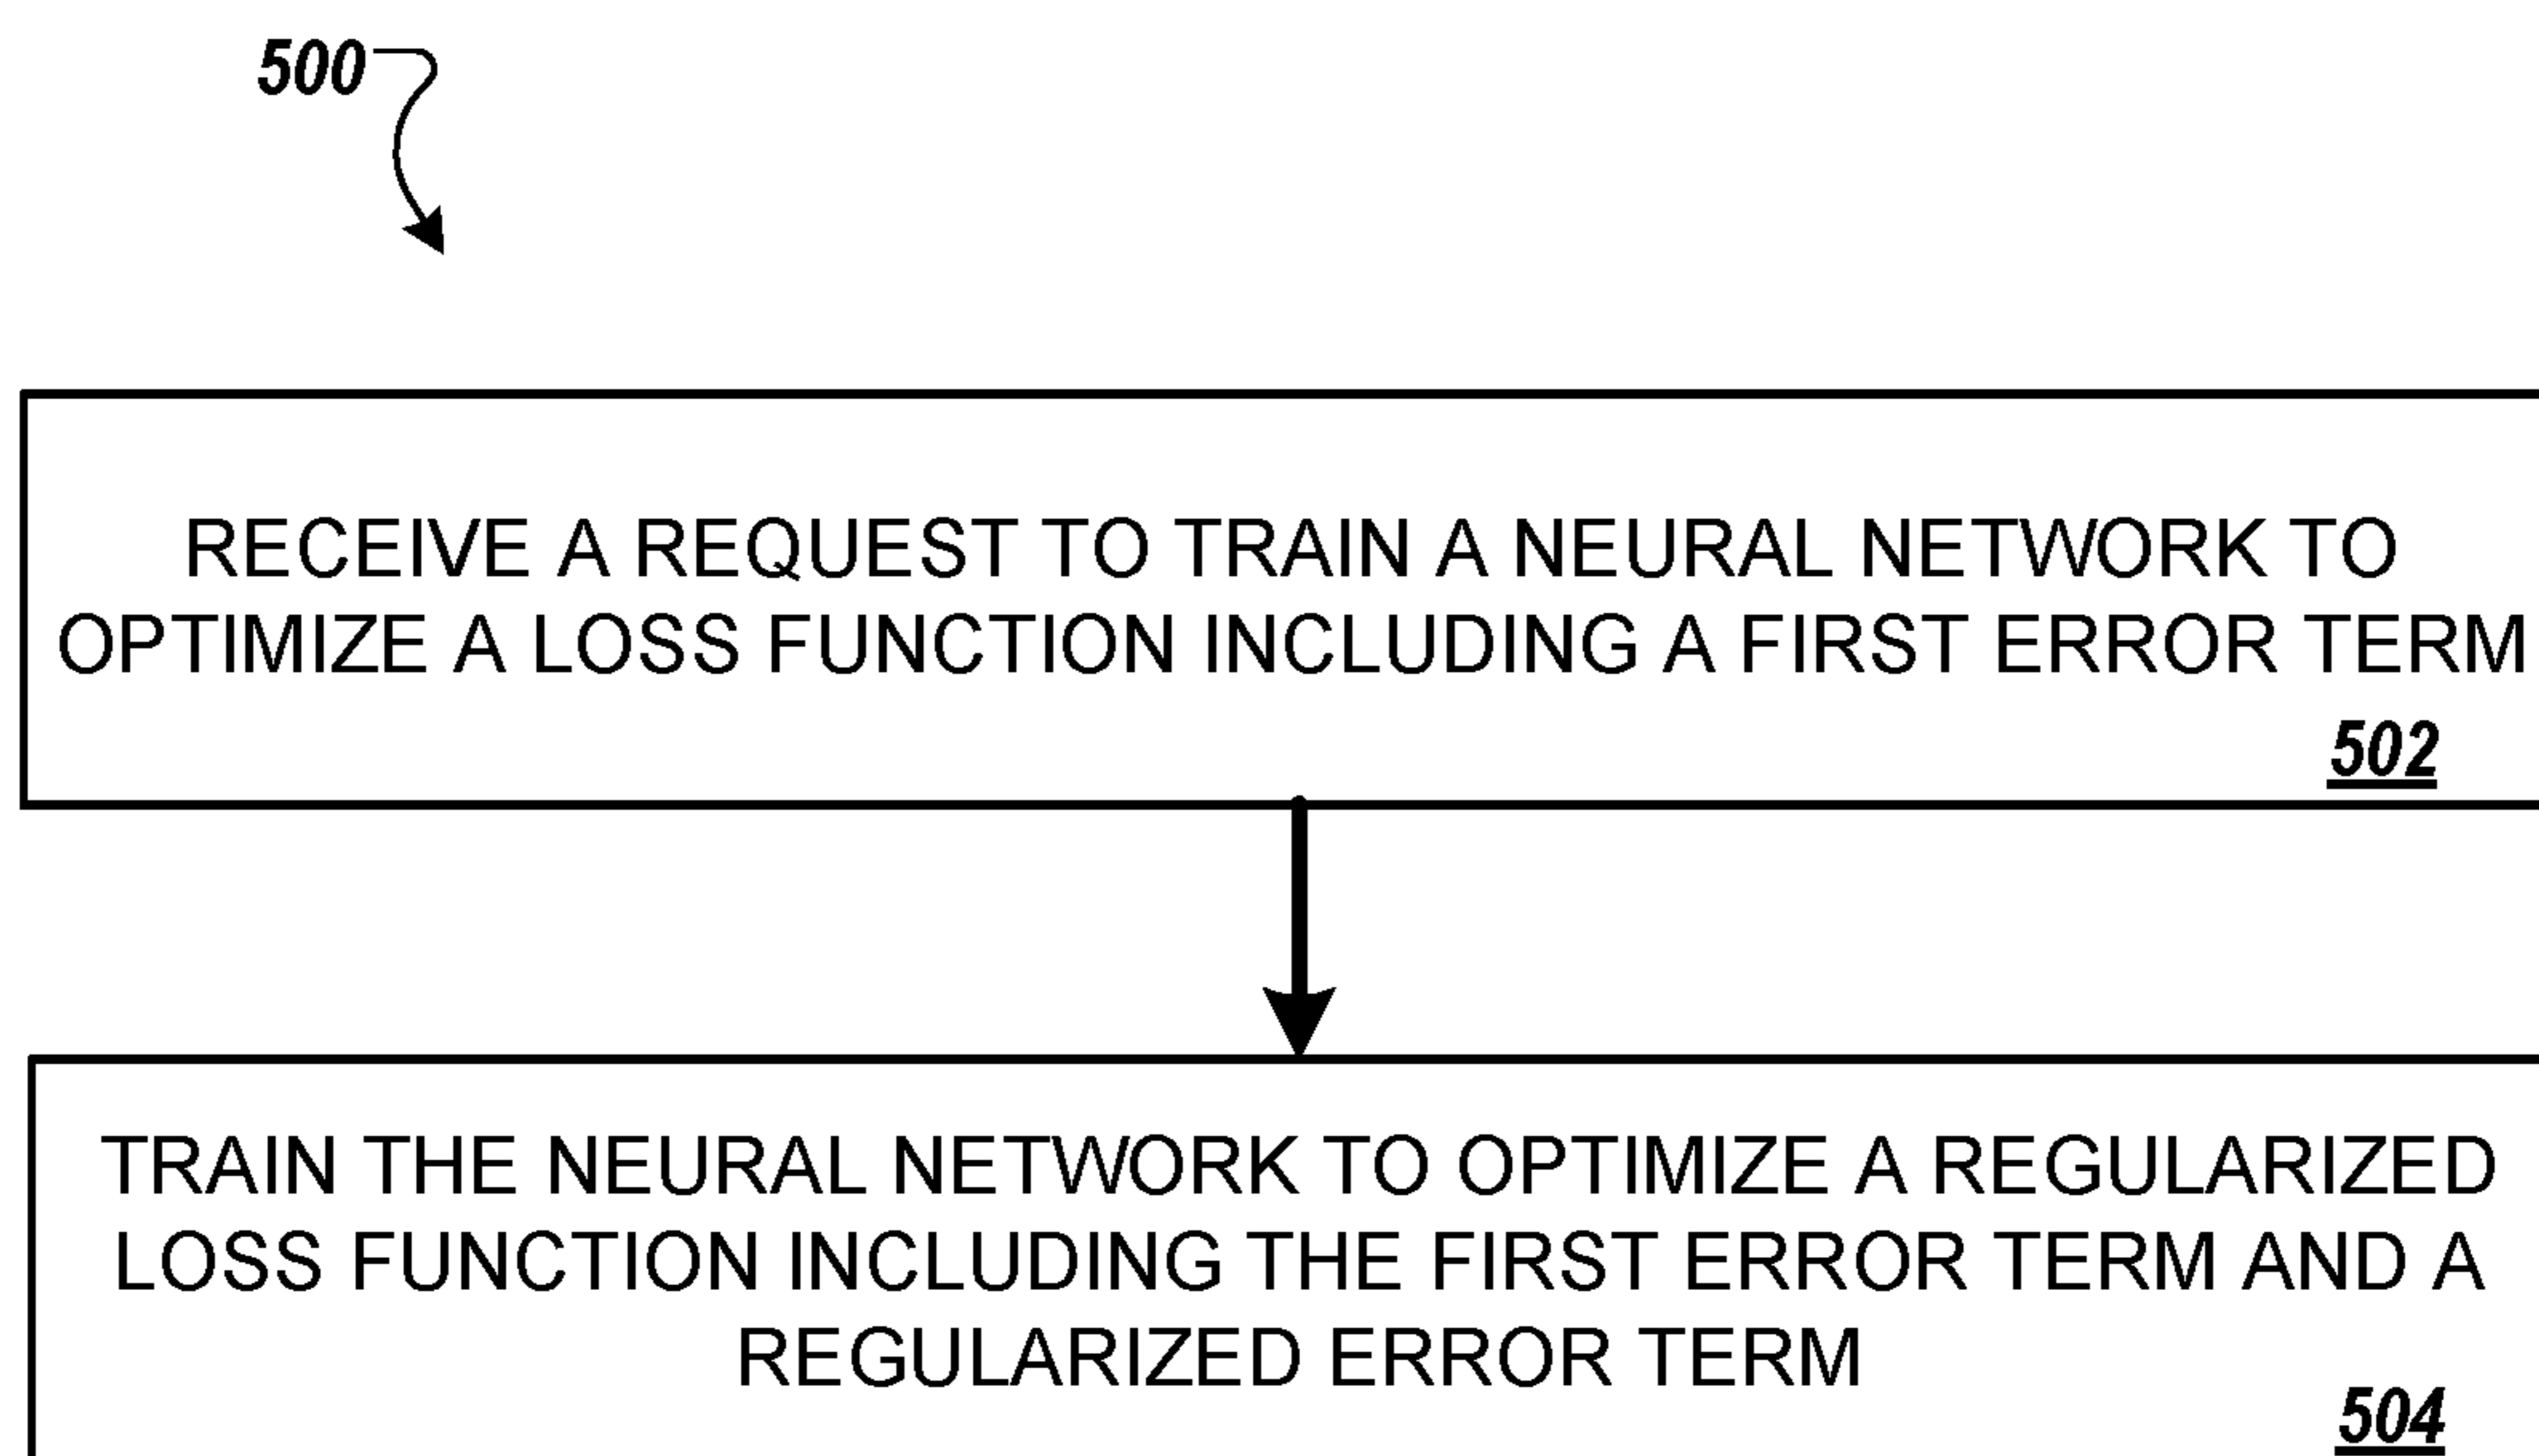 500
RECEIVE A REQUEST TO TRAIN A NEURAL NETWORK TO
OPTIMIZE A LOSS FUNCTION INCLUDING A FIRST ERROR TERM
502
TRAIN THE NEURAL NETWORK TO OPTIMIZE A REGULARIZED
LOSS FUNCTION INCLUDING THE FIRST ERROR TERM AND A
REGULARIZED ERROR TERM
504